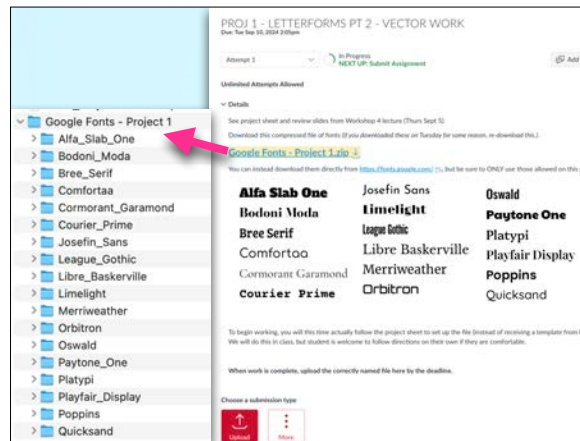 PROJ 1 - LETTERFORMS PT 2 - VECTOR WORK
Due: Tue Sep 10, 2024 2:05pm
Attempt 1
In Progress
NEXT UP: Submit Assignment
Add
Unlimited Attempts Allowed
Details
See project sheet and review slides from Workshop 4 lecture (Thurs Sept 5)
Download this compressed file of fonts (if you downloaded these on Tuesday for some reason, re-download this.)
Google Fonts - Project 1.zip
You can instead download them directly from https://fonts.google.com/ , but be sure to ONLY use those allowed on this
Alfa Slab One
Bodoni Moda
Bree Serif
Comfortaa
Cormorant Garamond
Courier Prime
Josefin Sans
Limelight
League Gothic
Libre Baskerville
Merriweather
Orbitron
Oswald
Paytone One
Platypi
Playfair Display
Poppins
Quicksand
To begin working, you will this time actually follow the project sheet to set up the file (instead of receiving a template from
We will do this in class, but student is welcome to follow directions on their own if they are comfortable.
When work is complete, upload the correctly named file here by the deadline.
Choose a submission type
Upload
More
Google Fonts - Project 1
Alfa_Slab_One
Bodoni_Moda
Bree_Serif
Comfortaa
Cormorant_Garamond
Courier_Prime
Josefin_Sans
League_Gothic
Libre_Baskerville
Limelight
Merriweather
Orbitron
Oswald
Paytone_One
Platypi
Playfair_Display
Poppins
Quicksand